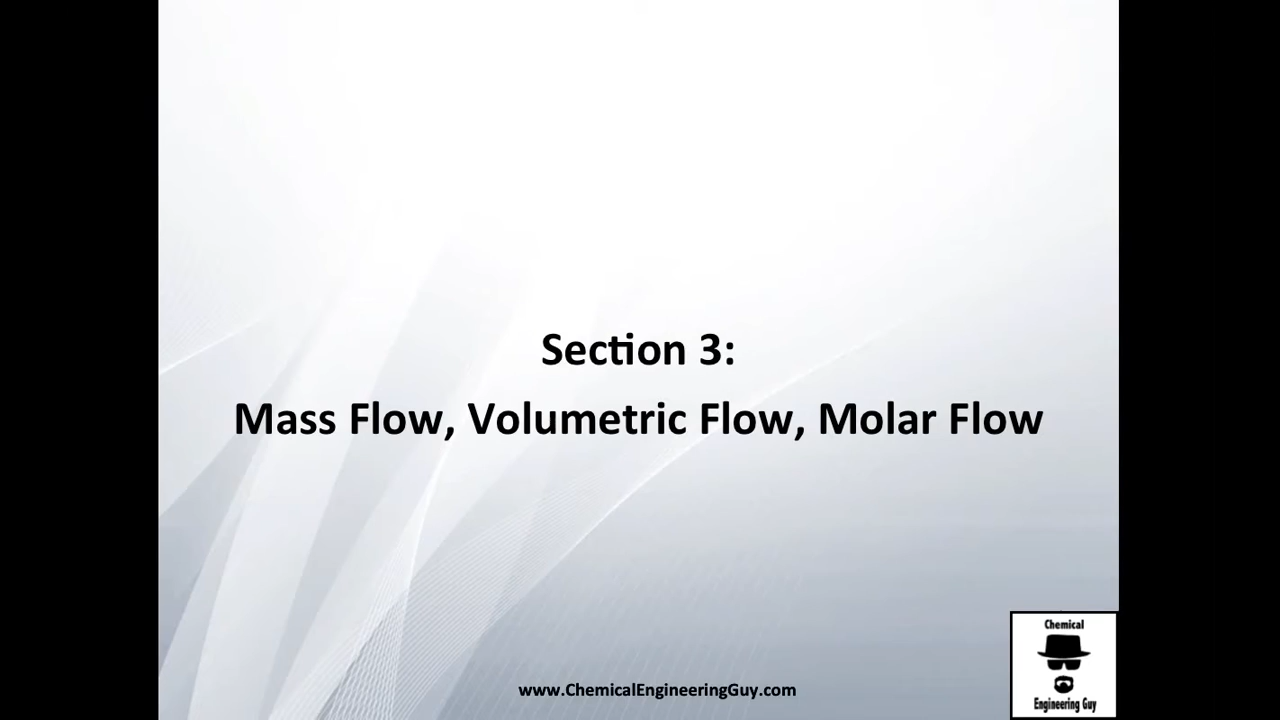 Section 3:
Mass Flow, Volumetric Flow, Molar Flow
www.ChemicalEngineeringGuy.com
Chemical
Engineering Guy